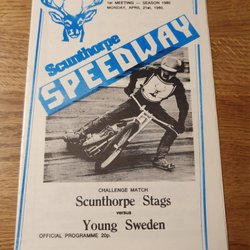 1st MEETING — SEASON 1980
MONDAY, APRIL 21st, 1980.
Scunthorpe
SPEEDWAY
CHALLENGE MATCH
Scunthorpe Stags
versus
Young Sweden
OFFICIAL PROGRAMME 20p.